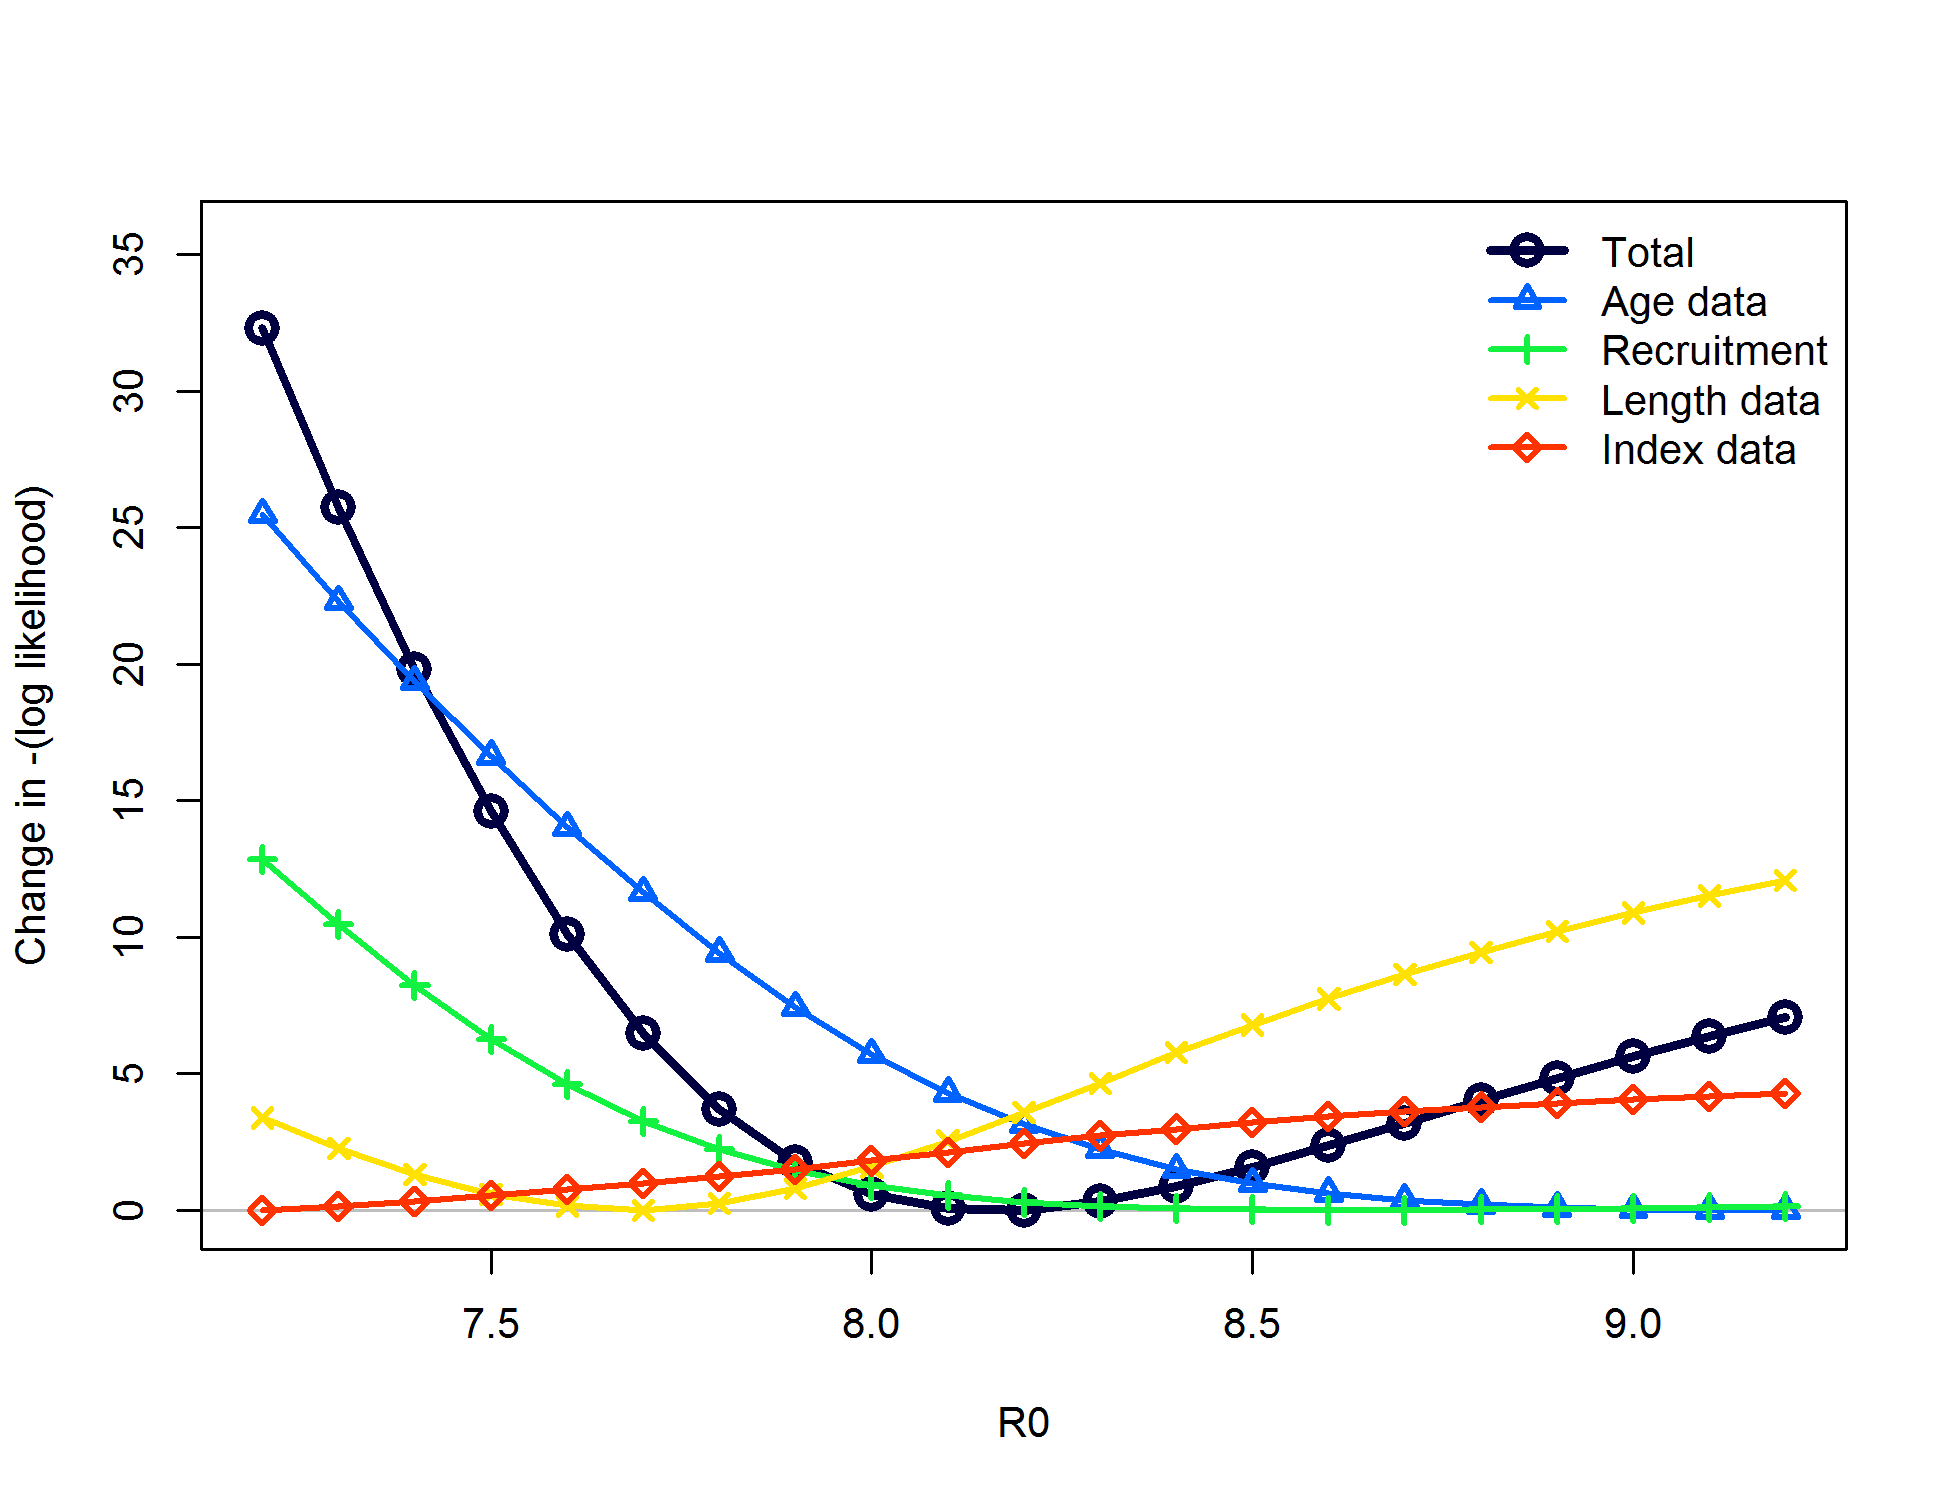 Total
Age data
Recruitment
Length data
Index data
Change in -(log likelihood)
35
30
25
20
15
10
5
0
7.5 8.0 8.5 9.0
R0